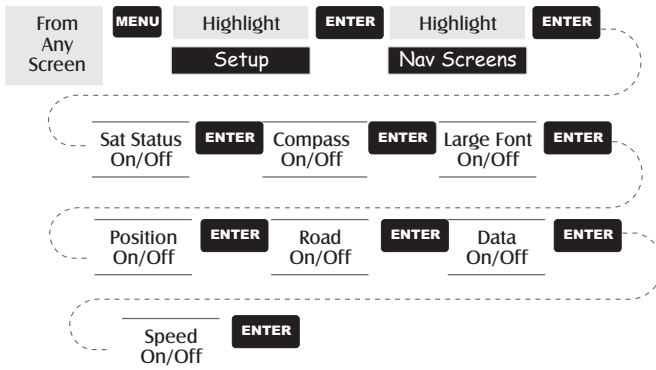 From Any Screen
MENU
Highlight
Setup
ENTER
Highlight
Nav Screens
ENTER
Sat Status
On/Off
ENTER
Compass
On/Off
ENTER
Large Font
On/Off
ENTER
Position
On/Off
ENTER
Road
On/Off
ENTER
Data
On/Off
ENTER
Speed
On/Off
ENTER